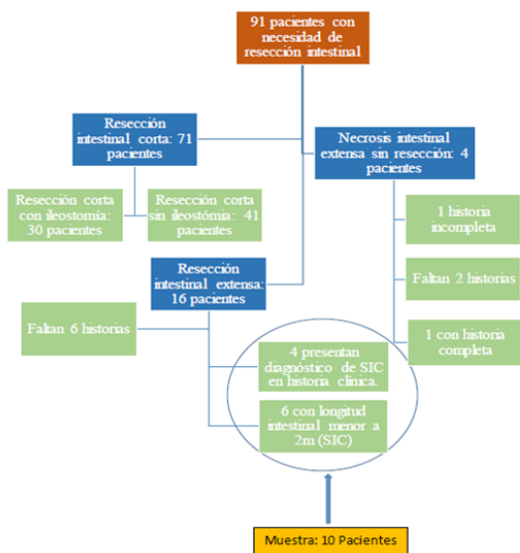 91 pacientes con
necesidad de
resección intestinal
Resección
intestinal corta: 71
pacientes
Necrosis intestinal
extensa sin resección: 4
pacientes
Resección corta
con ileostomía:
30 pacientes
Resección corta
sin ileostómia: 41
pacientes
1 historia
incompleta
Resección
intestinal extensa:
16 pacientes
Faltan 2 historias
Faltan 6 historias
1 con historia
completa
4 presentan
diagnóstico de SIC
en historia clínica.
6 con longitud
intestinal menor a
2m (SIC)
Muestra: 10 Pacientes